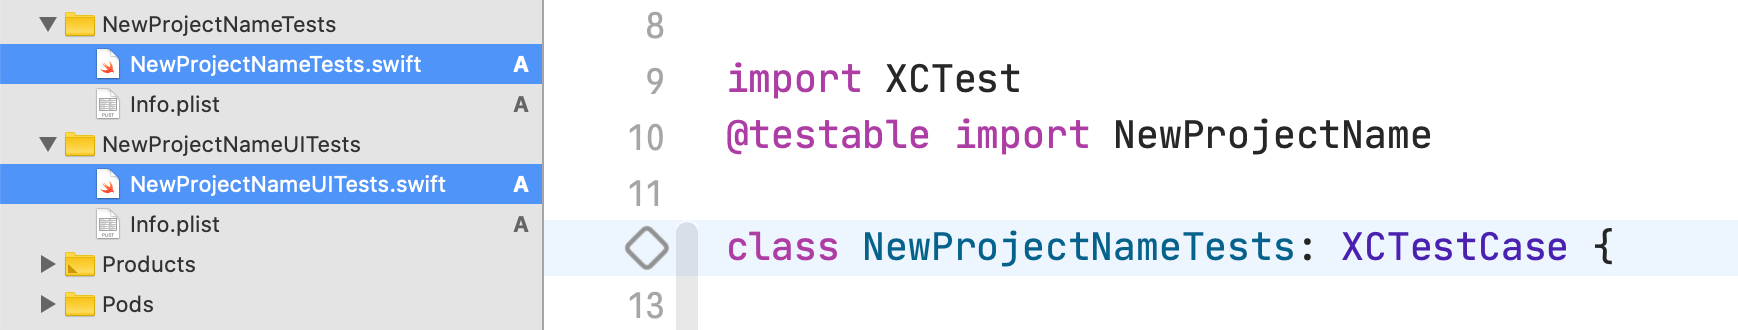 NewProjectNameTests
NewProjectNameTests.swift A
Info.plist A
NewProjectNameUITests
NewProjectNameUITests.swift A
Info.plist A
Products
Pods
8
9 import XCTest
10 @testable import NewProjectName
11
class NewProjectNameTests: XCTestCase {
13